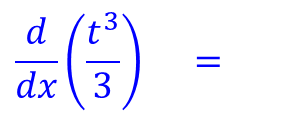 d/dx (t³/3) =